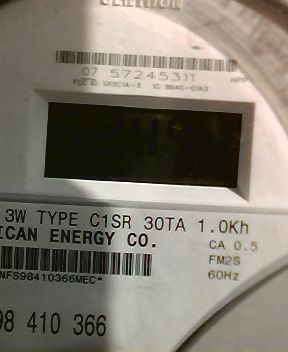 07 57245311
3W TYPE C1SR 30TA 1.0Kh
ICAN ENERGY CO.
CA 0.5
FM2S
NFS98410366MEC*
60Hz
98 410 366